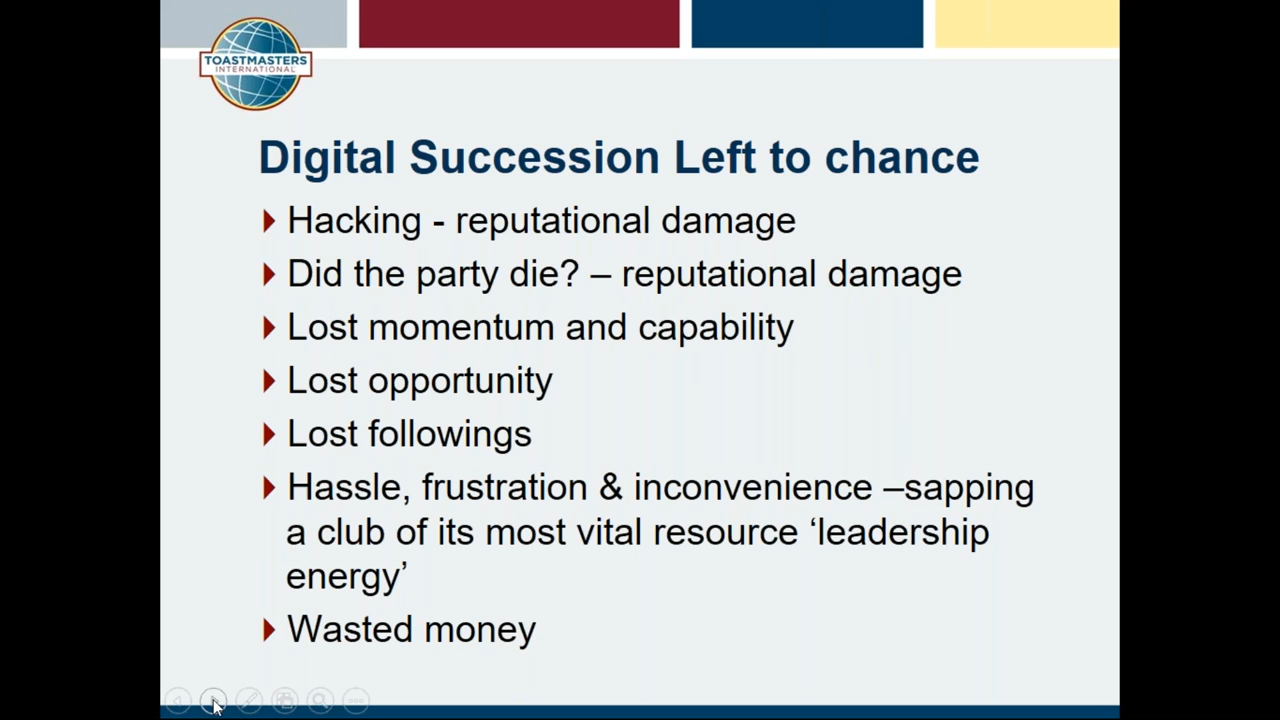 TOASTMASTERS
INTERNATIONAL
Digital Succession Left to chance
Hacking - reputational damage
Did the party die? – reputational damage
Lost momentum and capability
Lost opportunity
Lost followings
Hassle, frustration & inconvenience –sapping
a club of its most vital resource ‘leadership
energy’
Wasted money